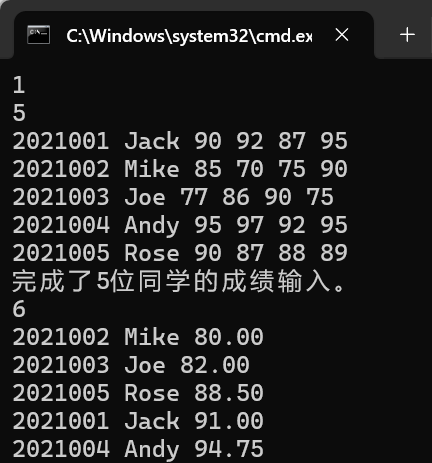 C:\Windows\system32\cmd.ex
1
5
2021001 Jack 90 92 87 95
2021002 Mike 85 70 75 90
2021003 Joe 77 86 90 75
2021004 Andy 95 97 92 95
2021005 Rose 90 87 88 89
完成了5位同学的成绩输入。
6
2021002 Mike 80.00
2021003 Joe 82.00
2021005 Rose 88.50
2021001 Jack 91.00
2021004 Andy 94.75